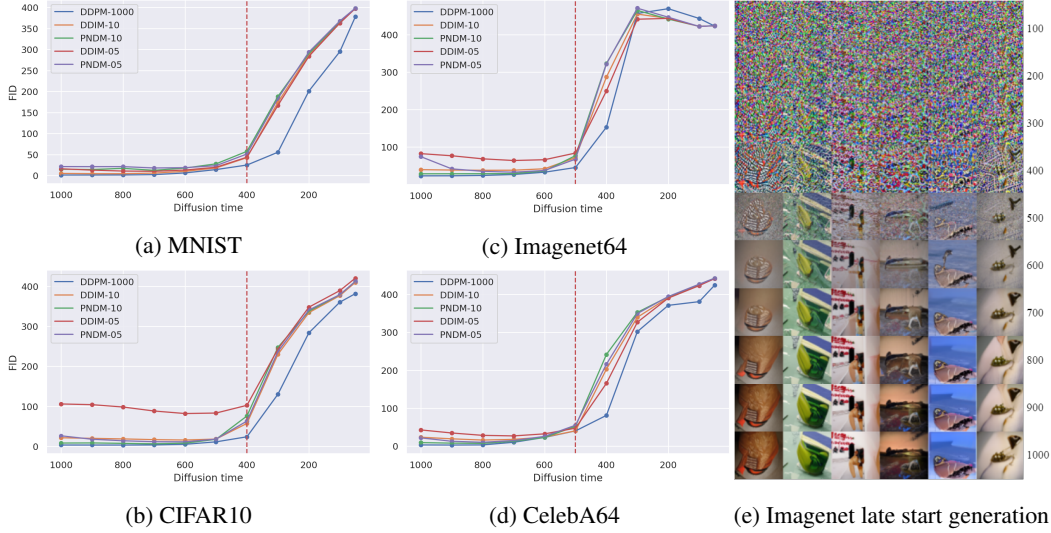 DDPM-1000
DDIM-10
PNDM-10
DDIM-05
PNDM-05
400
350
300
250
200
150
100
50
0
FID
1000 800 600 400 200
Diffusion time
(a) MNIST
DDPM-1000
DDIM-10
PNDM-10
DDIM-05
PNDM-05
400
300
200
100
1000 800 600 400 200
Diffusion time
(c) Imagenet64
DDPM-1000
DDIM-10
PNDM-10
DDIM-05
PNDM-05
400
300
200
100
0
FID
1000 800 600 400 200
Diffusion time
(b) CIFAR10
DDPM-1000
DDIM-10
PNDM-10
DDIM-05
PNDM-05
400
300
200
100
0
1000 800 600 400 200
Diffusion time
(d) CelebA64
100
200
300
400
500
600
700
800
900
1000
(e) Imagenet late start generation